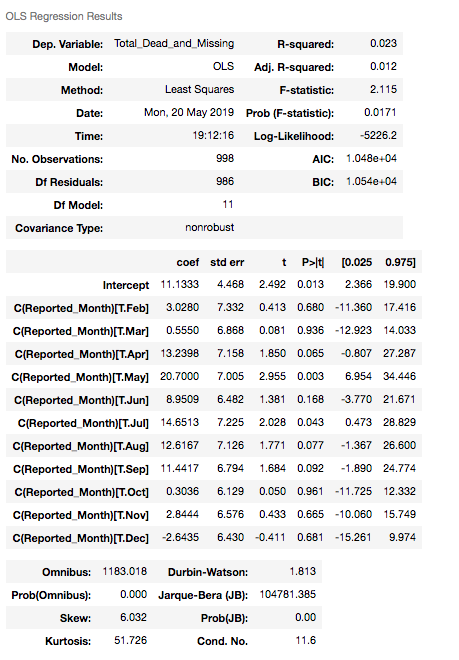 OLS Regression Results
Dep. Variable: Total_Dead_and_Missing R-squared: 0.023
Model: OLS Adj. R-squared: 0.012
Method: Least Squares F-statistic: 2.115
Date: Mon, 20 May 2019 Prob (F-statistic): 0.0171
Time: 19:12:16 Log-Likelihood: -5226.2
No. Observations: 998 AIC: 1.048e+04
Df Residuals: 986 BIC: 1.054e+04
Df Model: 11
Covariance Type: nonrobust
coef std err t P>|t| [0.025 0.975]
Intercept 11.1333 4.468 2.492 0.013 2.366 19.900
C(Reported_Month)[T.Feb] 3.0280 7.332 0.413 0.680 -11.360 17.416
C(Reported_Month)[T.Mar] 0.5550 6.868 0.081 0.936 -12.923 14.033
C(Reported_Month)[T.Apr] 13.2398 7.158 1.850 0.065 -0.807 27.287
C(Reported_Month)[T.May] 20.7000 7.005 2.955 0.003 6.954 34.446
C(Reported_Month)[T.Jun] 8.9509 6.482 1.381 0.168 -3.770 21.671
C(Reported_Month)[T.Jul] 14.6513 7.225 2.028 0.043 0.473 28.829
C(Reported_Month)[T.Aug] 12.6167 7.126 1.771 0.077 -1.367 26.600
C(Reported_Month)[T.Sep] 11.4417 6.794 1.684 0.092 -1.890 24.774
C(Reported_Month)[T.Oct] 0.3036 6.129 0.050 0.961 -11.725 12.332
C(Reported_Month)[T.Nov] 2.8444 6.576 0.433 0.665 -10.060 15.749
C(Reported_Month)[T.Dec] -2.6435 6.430 -0.411 0.681 -15.261 9.974
Omnibus: 1183.018 Durbin-Watson: 1.813
Prob(Omnibus): 0.000 Jarque-Bera (JB): 104781.385
Skew: 6.032 Prob(JB): 0.00
Kurtosis: 51.726 Cond. No. 11.6